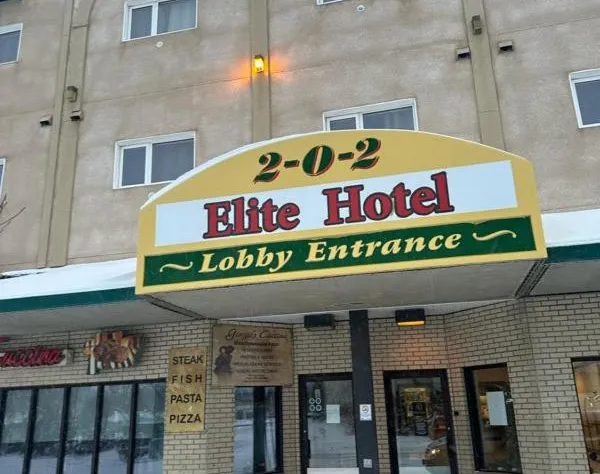 2-0-2
Elite Hotel
~ Lobby Entrance ~
STEAK
FISH
PASTA
PIZZA